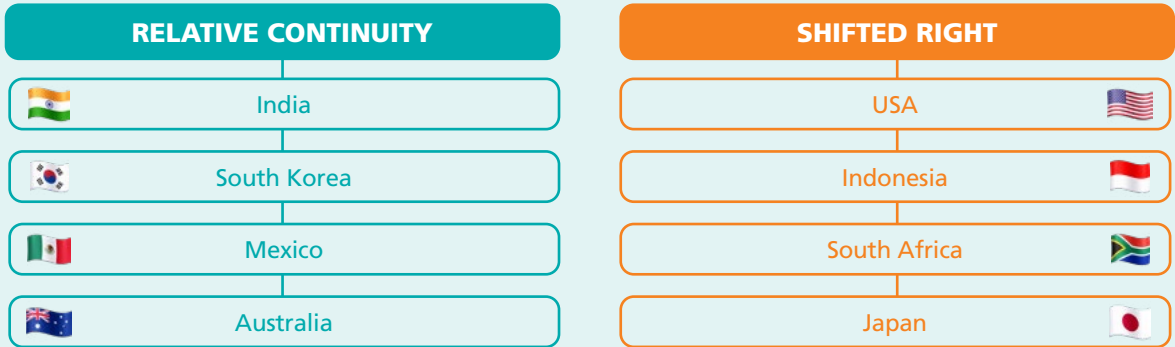 RELATIVE CONTINUITY
India
South Korea
Mexico
Australia
SHIFTED RIGHT
USA
Indonesia
South Africa
Japan